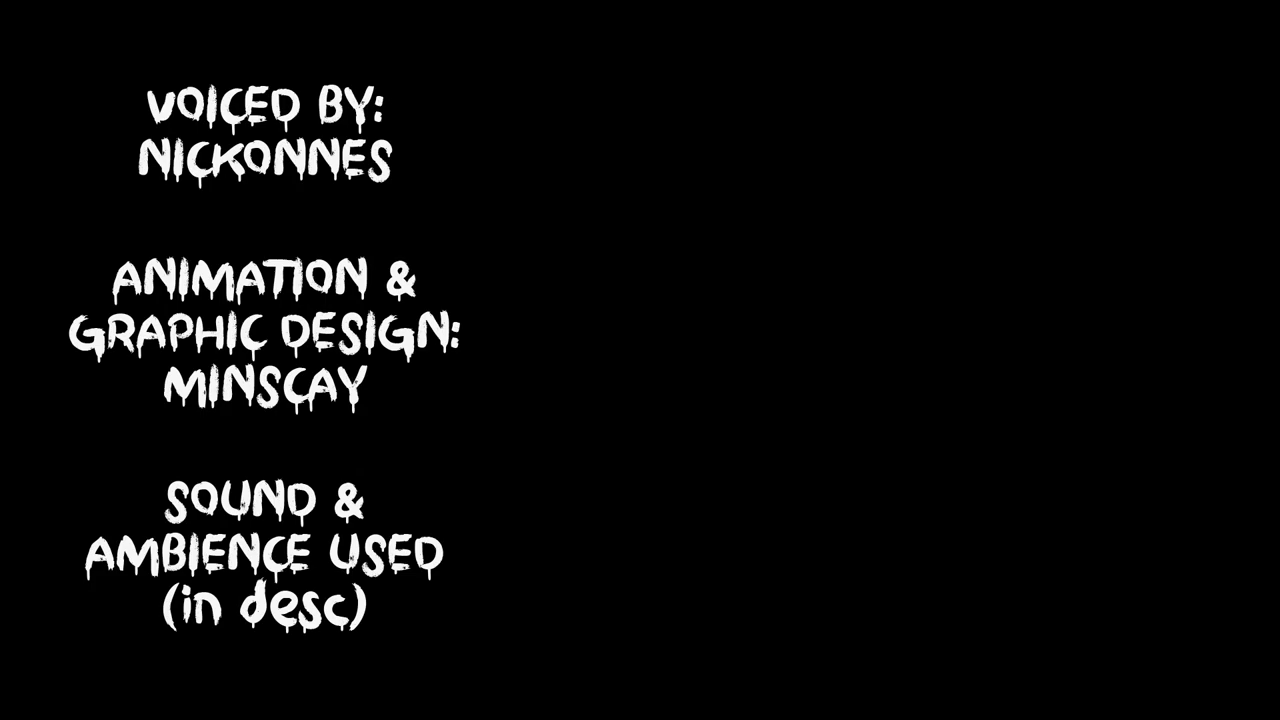 VOICED BY:
NICKONNES
ANIMATION &
GRAPHIC DESIGN:
MINSCAY
SOUND &
AMBIENCE USED
(in desc)